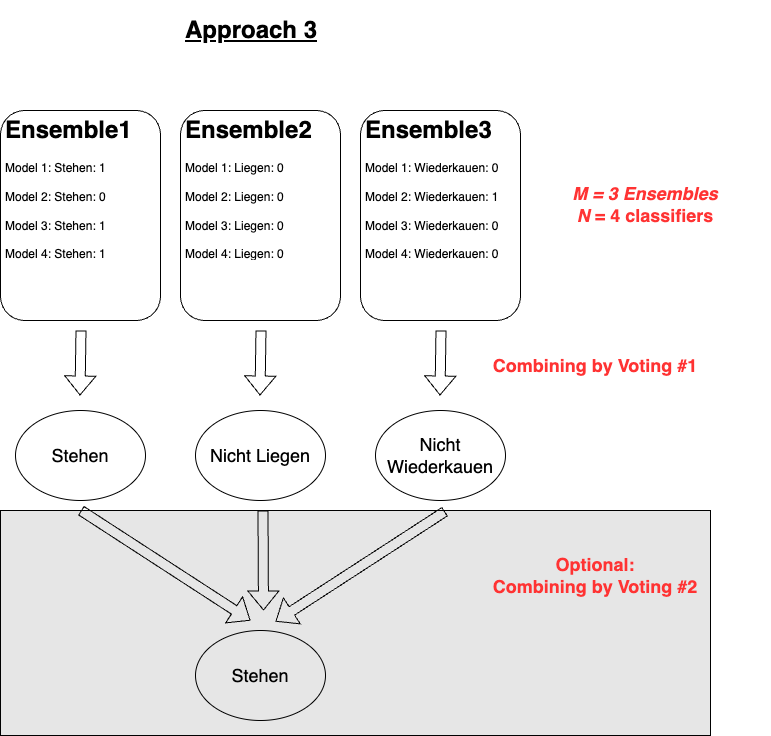 Approach 3
Ensemble1
Model 1: Stehen: 1
Model 2: Stehen: 0
Model 3: Stehen: 1
Model 4: Stehen: 1
Ensemble2
Model 1: Liegen: 0
Model 2: Liegen: 0
Model 3: Liegen: 0
Model 4: Liegen: 0
Ensemble3
Model 1: Wiederkauen: 0
Model 2: Wiederkauen: 1
Model 3: Wiederkauen: 0
Model 4: Wiederkauen: 0
M = 3 Ensembles
N = 4 classifiers
Combining by Voting #1
Stehen
Nicht Liegen
Nicht
Wiederkauen
Optional:
Combining by Voting #2
Stehen